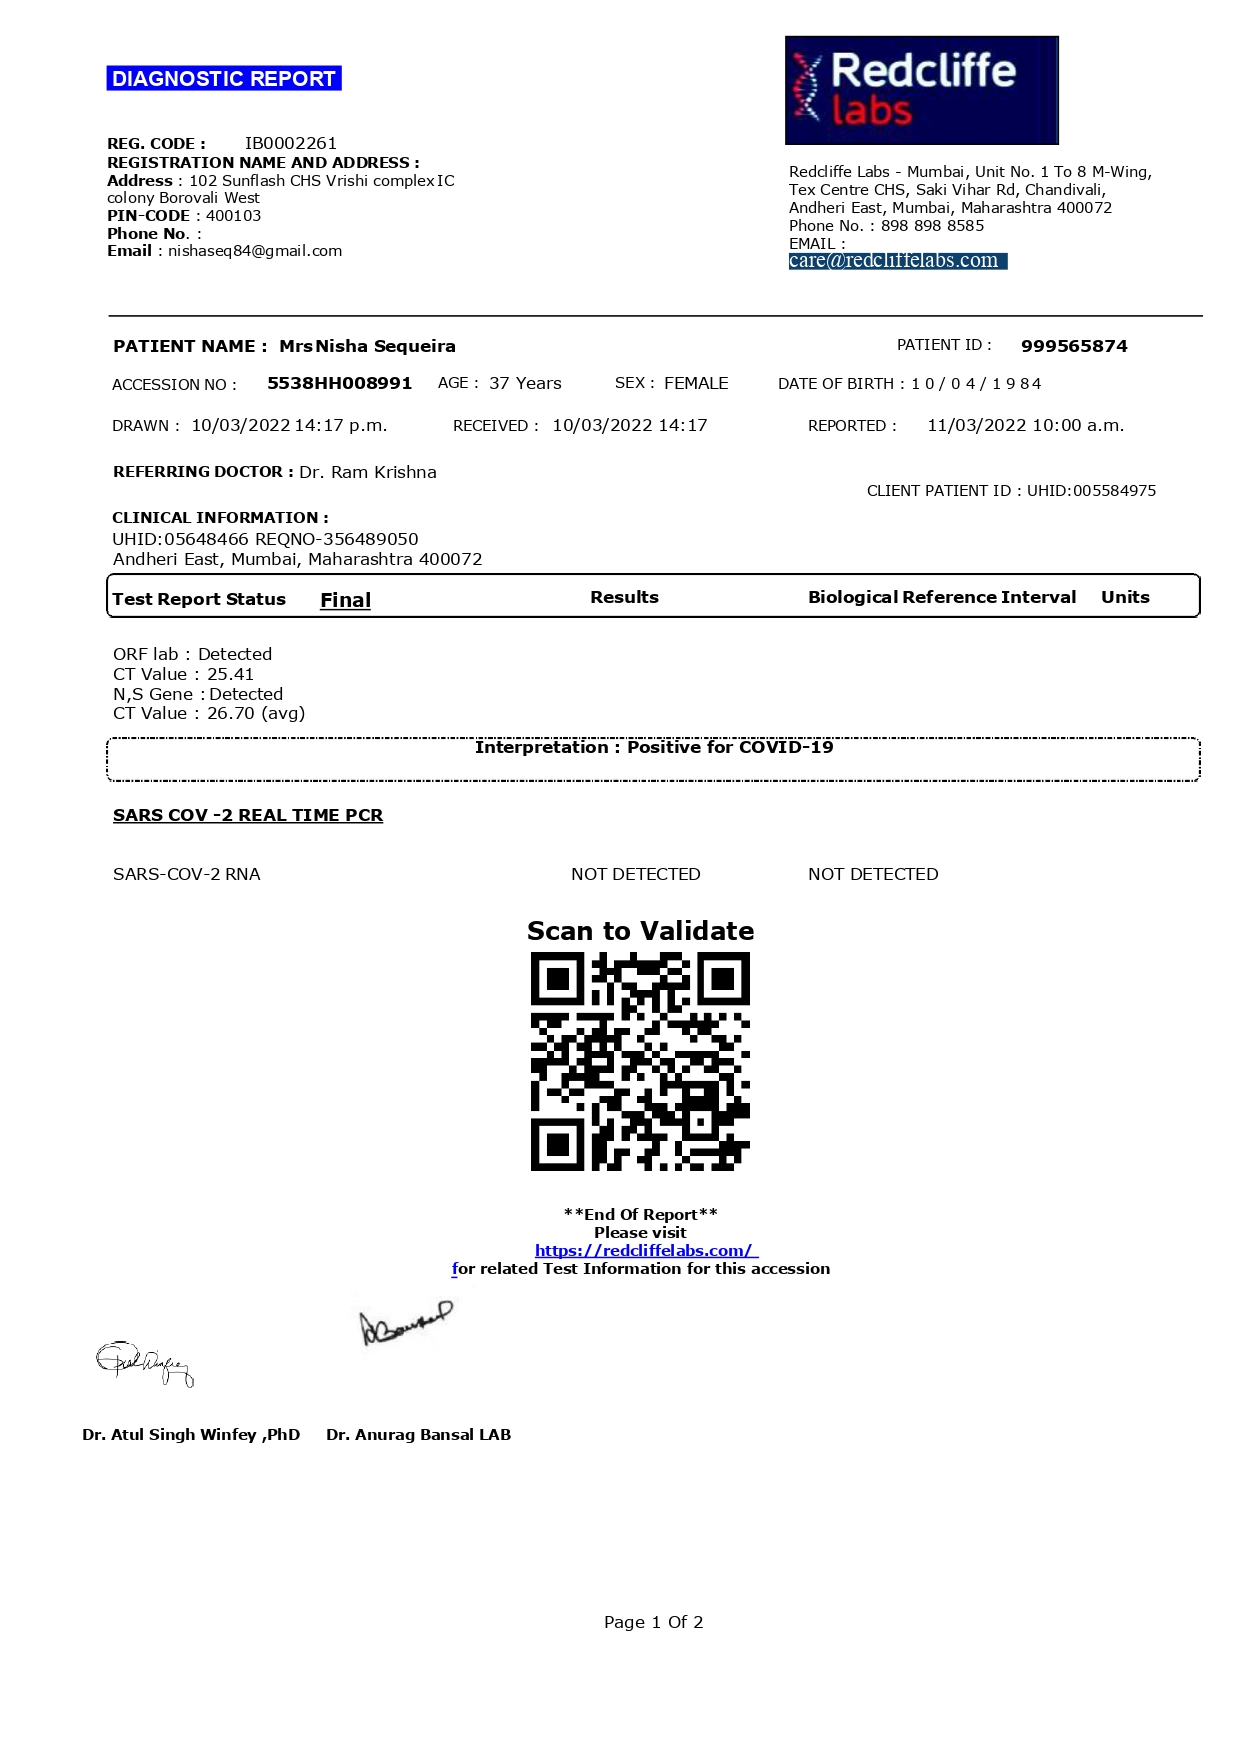 DIAGNOSTIC REPORT
Redcliffe
labs
REG. CODE : IB0002261
REGISTRATION NAME AND ADDRESS :
Address : 102 Sunflash CHS Vrishi complex IC
colony Borovali West
PIN-CODE : 400103
Phone No. :
Email : nishaseq84@gmail.com
Redcliffe Labs - Mumbai, Unit No. 1 To 8 M-Wing,
Tex Centre CHS, Saki Vihar Rd, Chandivali,
Andheri East, Mumbai, Maharashtra 400072
Phone No. : 898 898 8585
EMAIL :
care@redcliffelabs.com
PATIENT NAME : Mrs Nisha Sequeira PATIENT ID : 999565874
ACCESSION NO : 5538HH008991 AGE : 37 Years SEX : FEMALE DATE OF BIRTH : 10/04/1984
DRAWN : 10/03/2022 14:17 p.m. RECEIVED : 10/03/2022 14:17 REPORTED : 11/03/2022 10:00 a.m.
REFERRING DOCTOR : Dr. Ram Krishna
CLIENT PATIENT ID : UHID:005584975
CLINICAL INFORMATION :
UHID:05648466 REQNO-356489050
Andheri East, Mumbai, Maharashtra 400072
Test Report Status Final Results Biological Reference Interval Units
ORF lab : Detected
CT Value : 25.41
N,S Gene : Detected
CT Value : 26.70 (avg)
Interpretation : Positive for COVID-19
SARS COV -2 REAL TIME PCR
SARS-COV-2 RNA NOT DETECTED NOT DETECTED
Scan to Validate
**End Of Report**
Please visit
https://redcliffelabs.com/
for related Test Information for this accession
Dr. Atul Singh Winfey ,PhD Dr. Anurag Bansal LAB
Page 1 Of 2